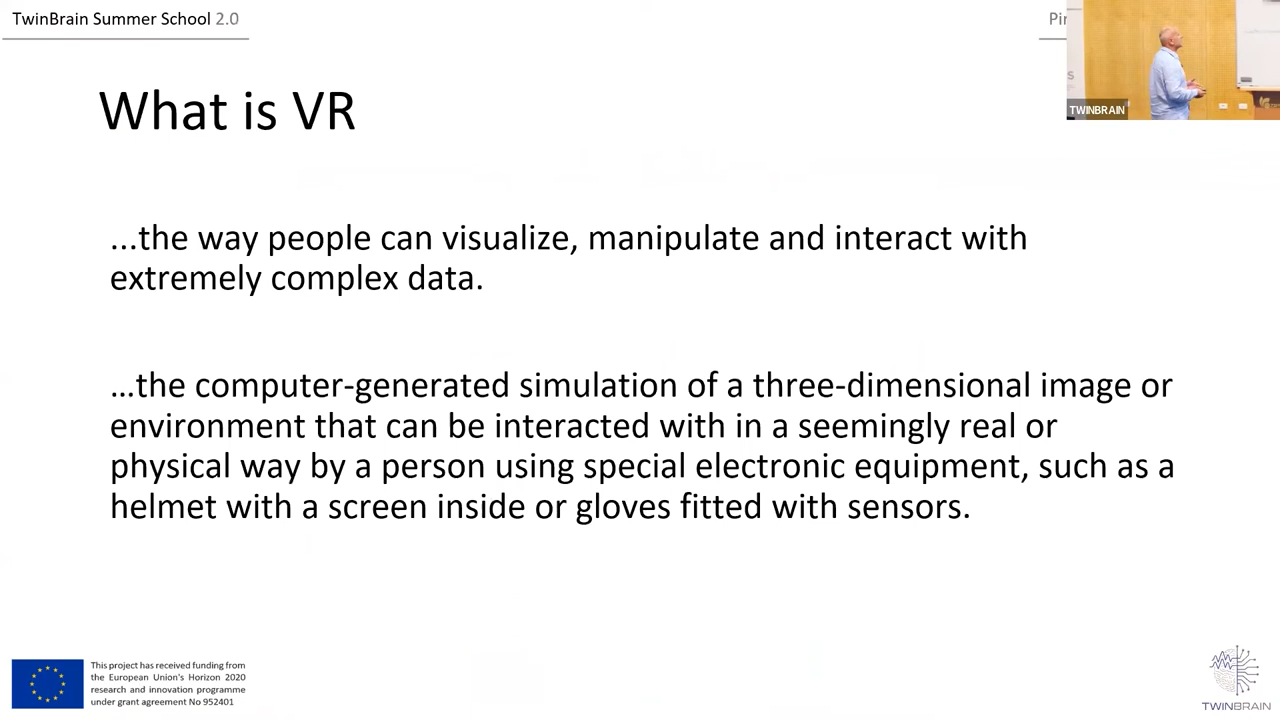 TwinBrain Summer School 2.0
What is VR
TWINBRAIN
...the way people can visualize, manipulate and interact with
extremely complex data.
...the computer-generated simulation of a three-dimensional image or
environment that can be interacted with in a seemingly real or
physical way by a person using special electronic equipment, such as a
helmet with a screen inside or gloves fitted with sensors.
This project has received funding from
the European Union's Horizon 2020
research and innovation programme
under grant agreement No 952401
TWINBRAIN